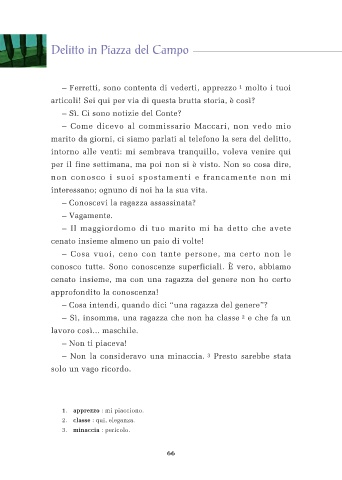 Delitto in Piazza del Campo
– Ferretti, sono contenta di vederti, apprezzo 1 molto i tuoi
articoli! Sei qui per via di questa brutta storia, è così?
– Sì. Ci sono notizie del Conte?
– Come dicevo al commissario Maccari, non vedo mio
marito da giorni, ci siamo parlati al telefono la sera del delitto,
intorno alle venti: mi sembrava tranquillo, voleva venire qui
per il fine settimana, ma poi non si è visto. Non so cosa dire,
non conosco i suoi spostamenti e francamente non mi
interessano; ognuno di noi ha la sua vita.
– Conoscevi la ragazza assassinata?
– Vagamente.
– Il maggiordomo di tuo marito mi ha detto che avete
cenato insieme almeno un paio di volte!
– Cosa vuoi, ceno con tante persone, ma certo non le
conosco tutte. Sono conoscenze superficiali. È vero, abbiamo
cenato insieme, ma con una ragazza del genere non ho certo
approfondito la conoscenza!
– Cosa intendi, quando dici “una ragazza del genere”?
– Sì, insomma, una ragazza che non ha classe 2 e che fa un
lavoro così... maschile.
– Non ti piaceva!
– Non la consideravo una minaccia. 3 Presto sarebbe stata
solo un vago ricordo.
1. apprezzo : mi piacciono.
2. classe : qui, eleganza.
3. minaccia : pericolo.
66